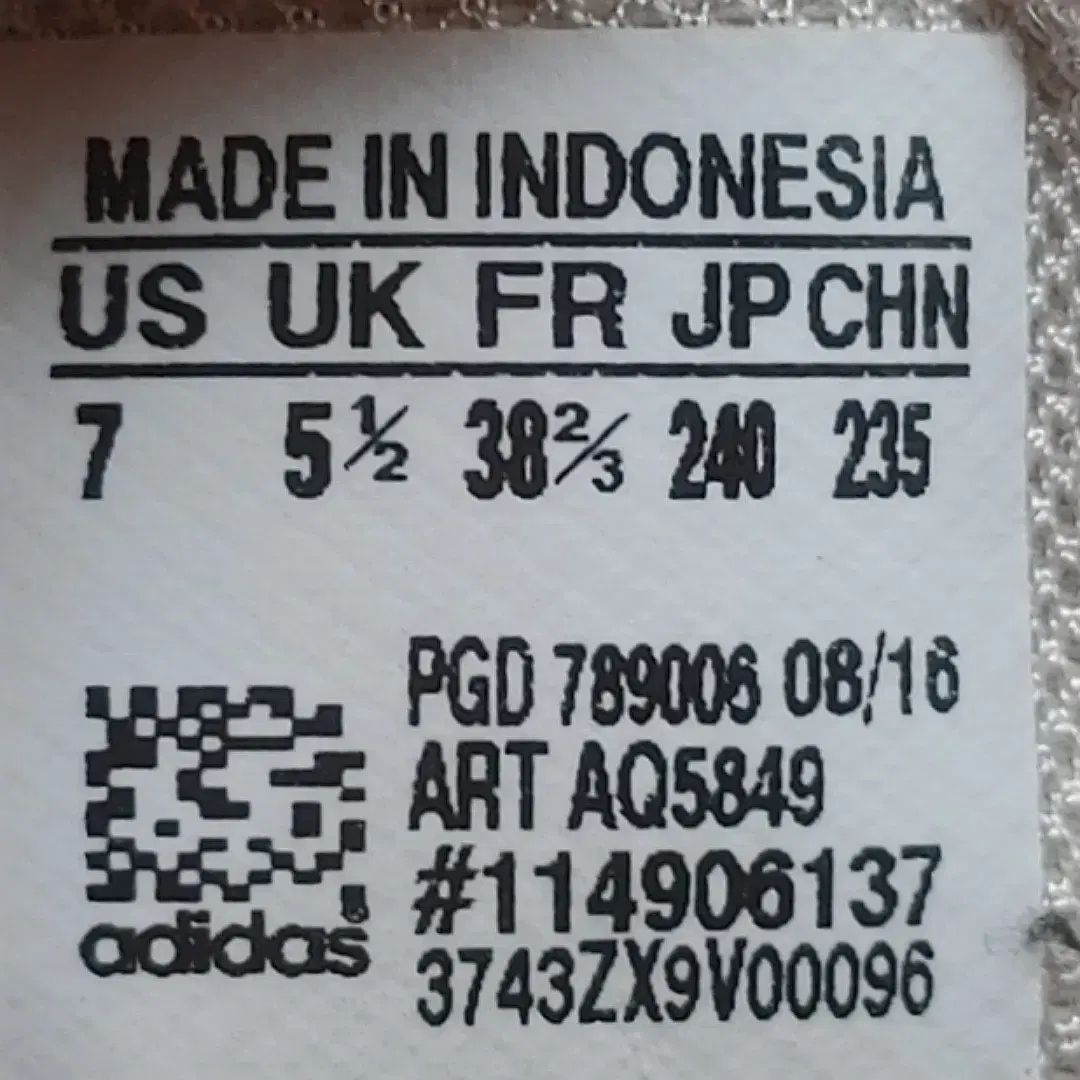 MADE IN INDONESIA
US UK FR JP CHN
7 5½ 38⅔ 240 235
PGD 789006 08/16
ART AQ5849
#114906137
adidas 3743ZX9V00096